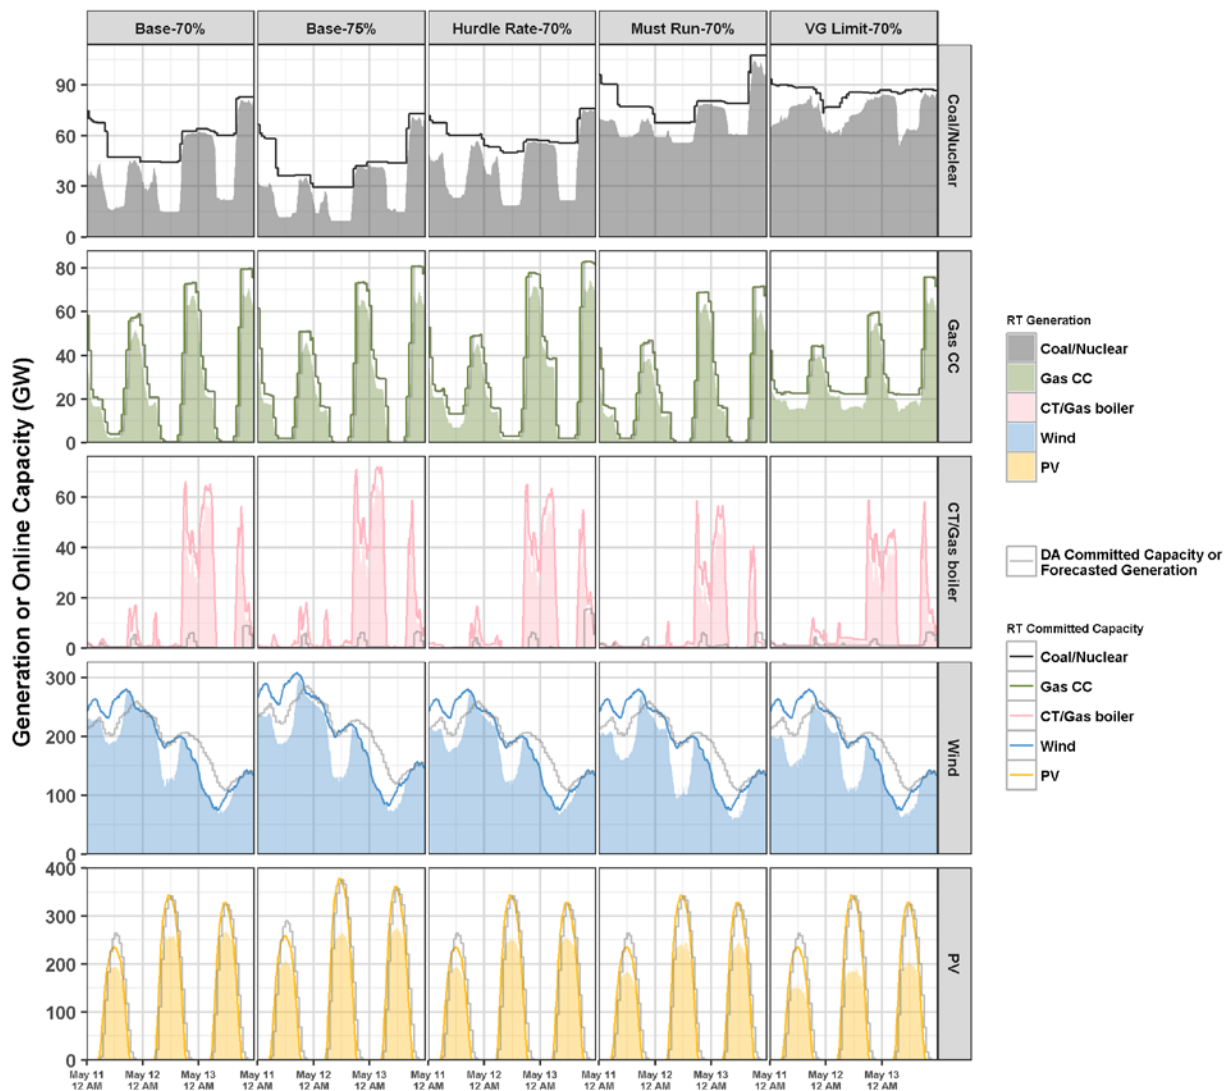 Base-70%
Base-75%
Hurdle Rate-70%
Must Run-70%
VG Limit-70%
Generation or Online Capacity (GW)
90
60
30
0
Coal/Nuclear
80
60
40
20
0
Gas CC
60
40
20
0
CT/Gas boiler
300
200
100
0
Wind
400
300
200
100
0
PV
May 11
12 AM
May 12
12 AM
May 13
12 AM
May 11
12 AM
May 12
12 AM
May 13
12 AM
May 11
12 AM
May 12
12 AM
May 13
12 AM
May 11
12 AM
May 12
12 AM
May 13
12 AM
May 11
12 AM
May 12
12 AM
May 13
12 AM
RT Generation
Coal/Nuclear
Gas CC
CT/Gas boiler
Wind
PV
DA Committed Capacity or
Forecasted Generation
RT Committed Capacity
Coal/Nuclear
Gas CC
CT/Gas boiler
Wind
PV